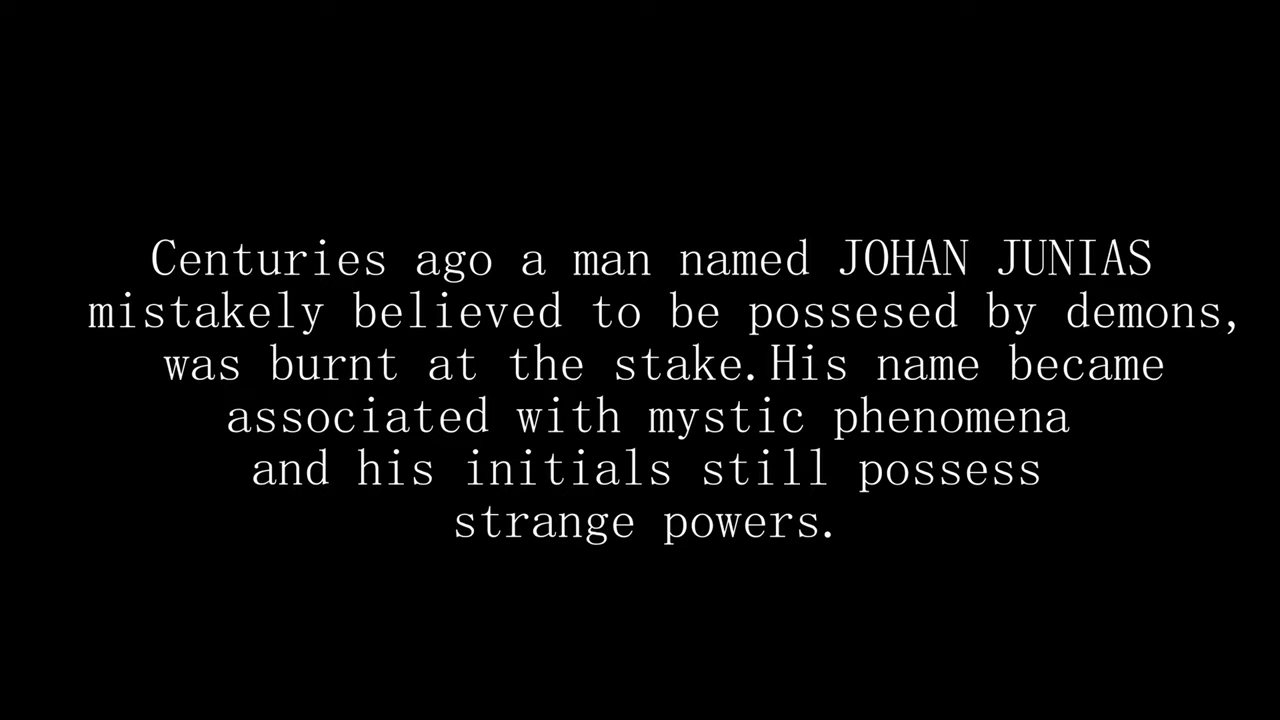 Centuries ago a man named JOHAN JUNIAS
mistakely believed to be possesed by demons,
was burnt at the stake.His name became
associated with mystic phenomena
and his initials still possess
strange powers.